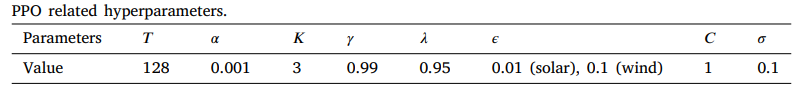 PPO related hyperparameters.
Parameters T α K γ λ ϵ C σ
Value 128 0.001 3 0.99 0.95 0.01 (solar), 0.1 (wind) 1 0.1